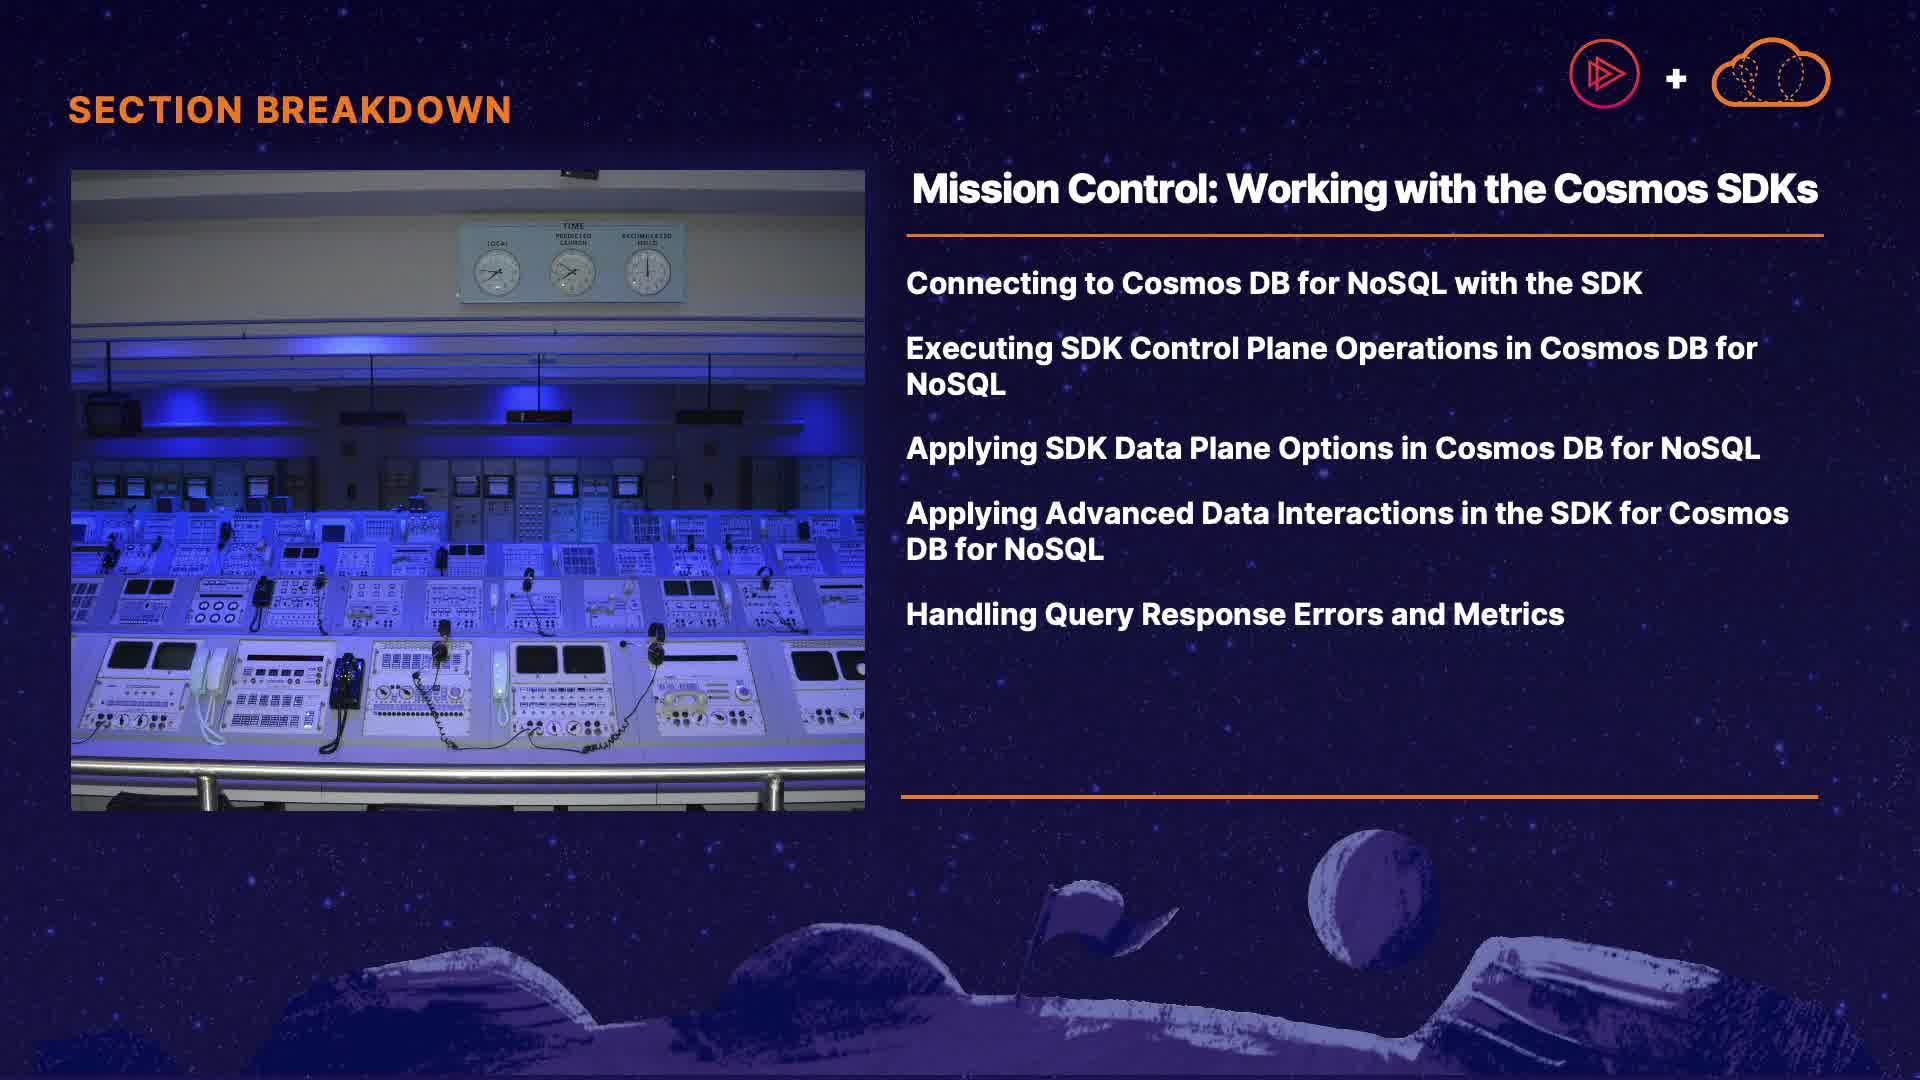 SECTION BREAKDOWN
Mission Control: Working with the Cosmos SDKs
TIME
LOCAL
PREDICTED
LAUNCH
ACCUMULATED
HOLD
Connecting to Cosmos DB for NoSQL with the SDK
Executing SDK Control Plane Operations in Cosmos DB for
NoSQL
Applying SDK Data Plane Options in Cosmos DB for NoSQL
Applying Advanced Data Interactions in the SDK for Cosmos
DB for NoSQL
Handling Query Response Errors and Metrics